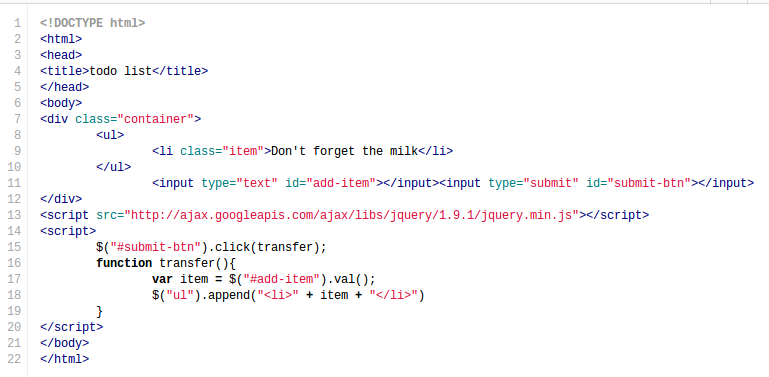 1 <!DOCTYPE html>
2 <html>
3 <head>
4 <title>todo list</title>
5 </head>
6 <body>
7 <div class="container">
8         <ul>
9                 <li class="item">Don't forget the milk</li>
10         </ul>
11                 <input type="text" id="add-item"></input><input type="submit" id="submit-btn"></input>
12 </div>
13 <script src="http://ajax.googleapis.com/ajax/libs/jquery/1.9.1/jquery.min.js"></script>
14 <script>
15         $("#submit-btn").click(transfer);
16         function transfer(){
17                 var item = $("#add-item").val();
18                 $("ul").append("<li>" + item + "</li>")
19         }
20 </script>
21 </body>
22 </html>